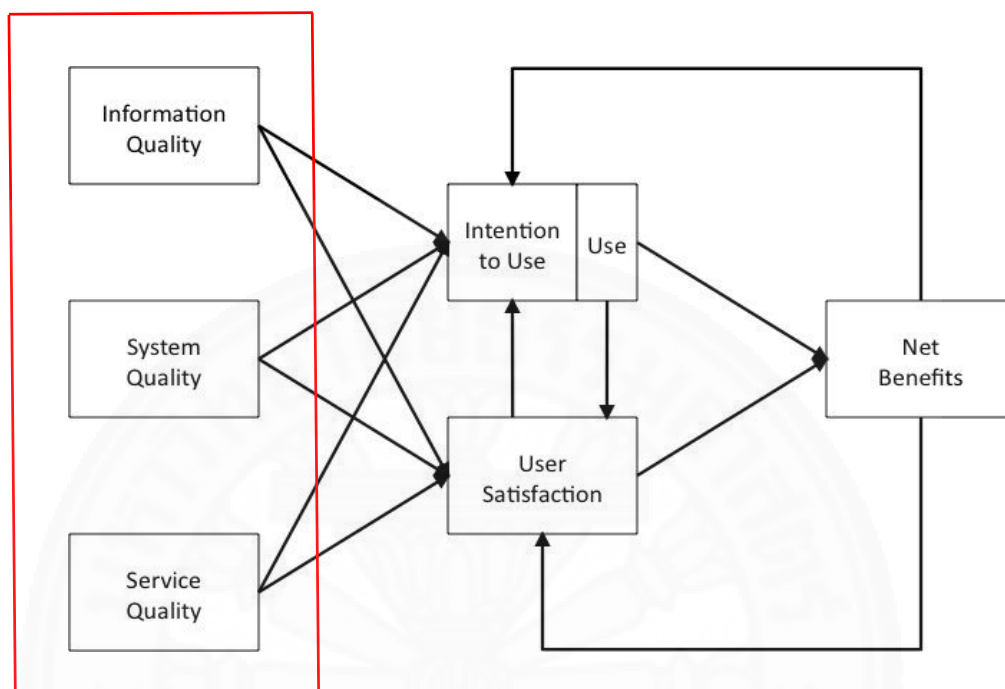 Information
Quality
System
Quality
Service
Quality
Intention
to Use
Use
User
Satisfaction
Net
Benefits